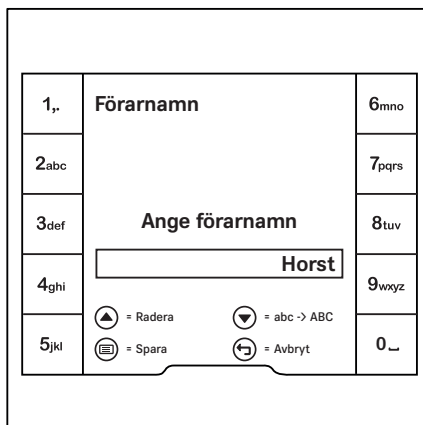 1,.
2abc
3def
4ghi
5jkl
Förarnamn
Ange förarnamn
Horst
= Radera
= abc -> ABC
= Spara
= Avbryt
6mno
7pqrs
8tuv
9wxyz
0⎵